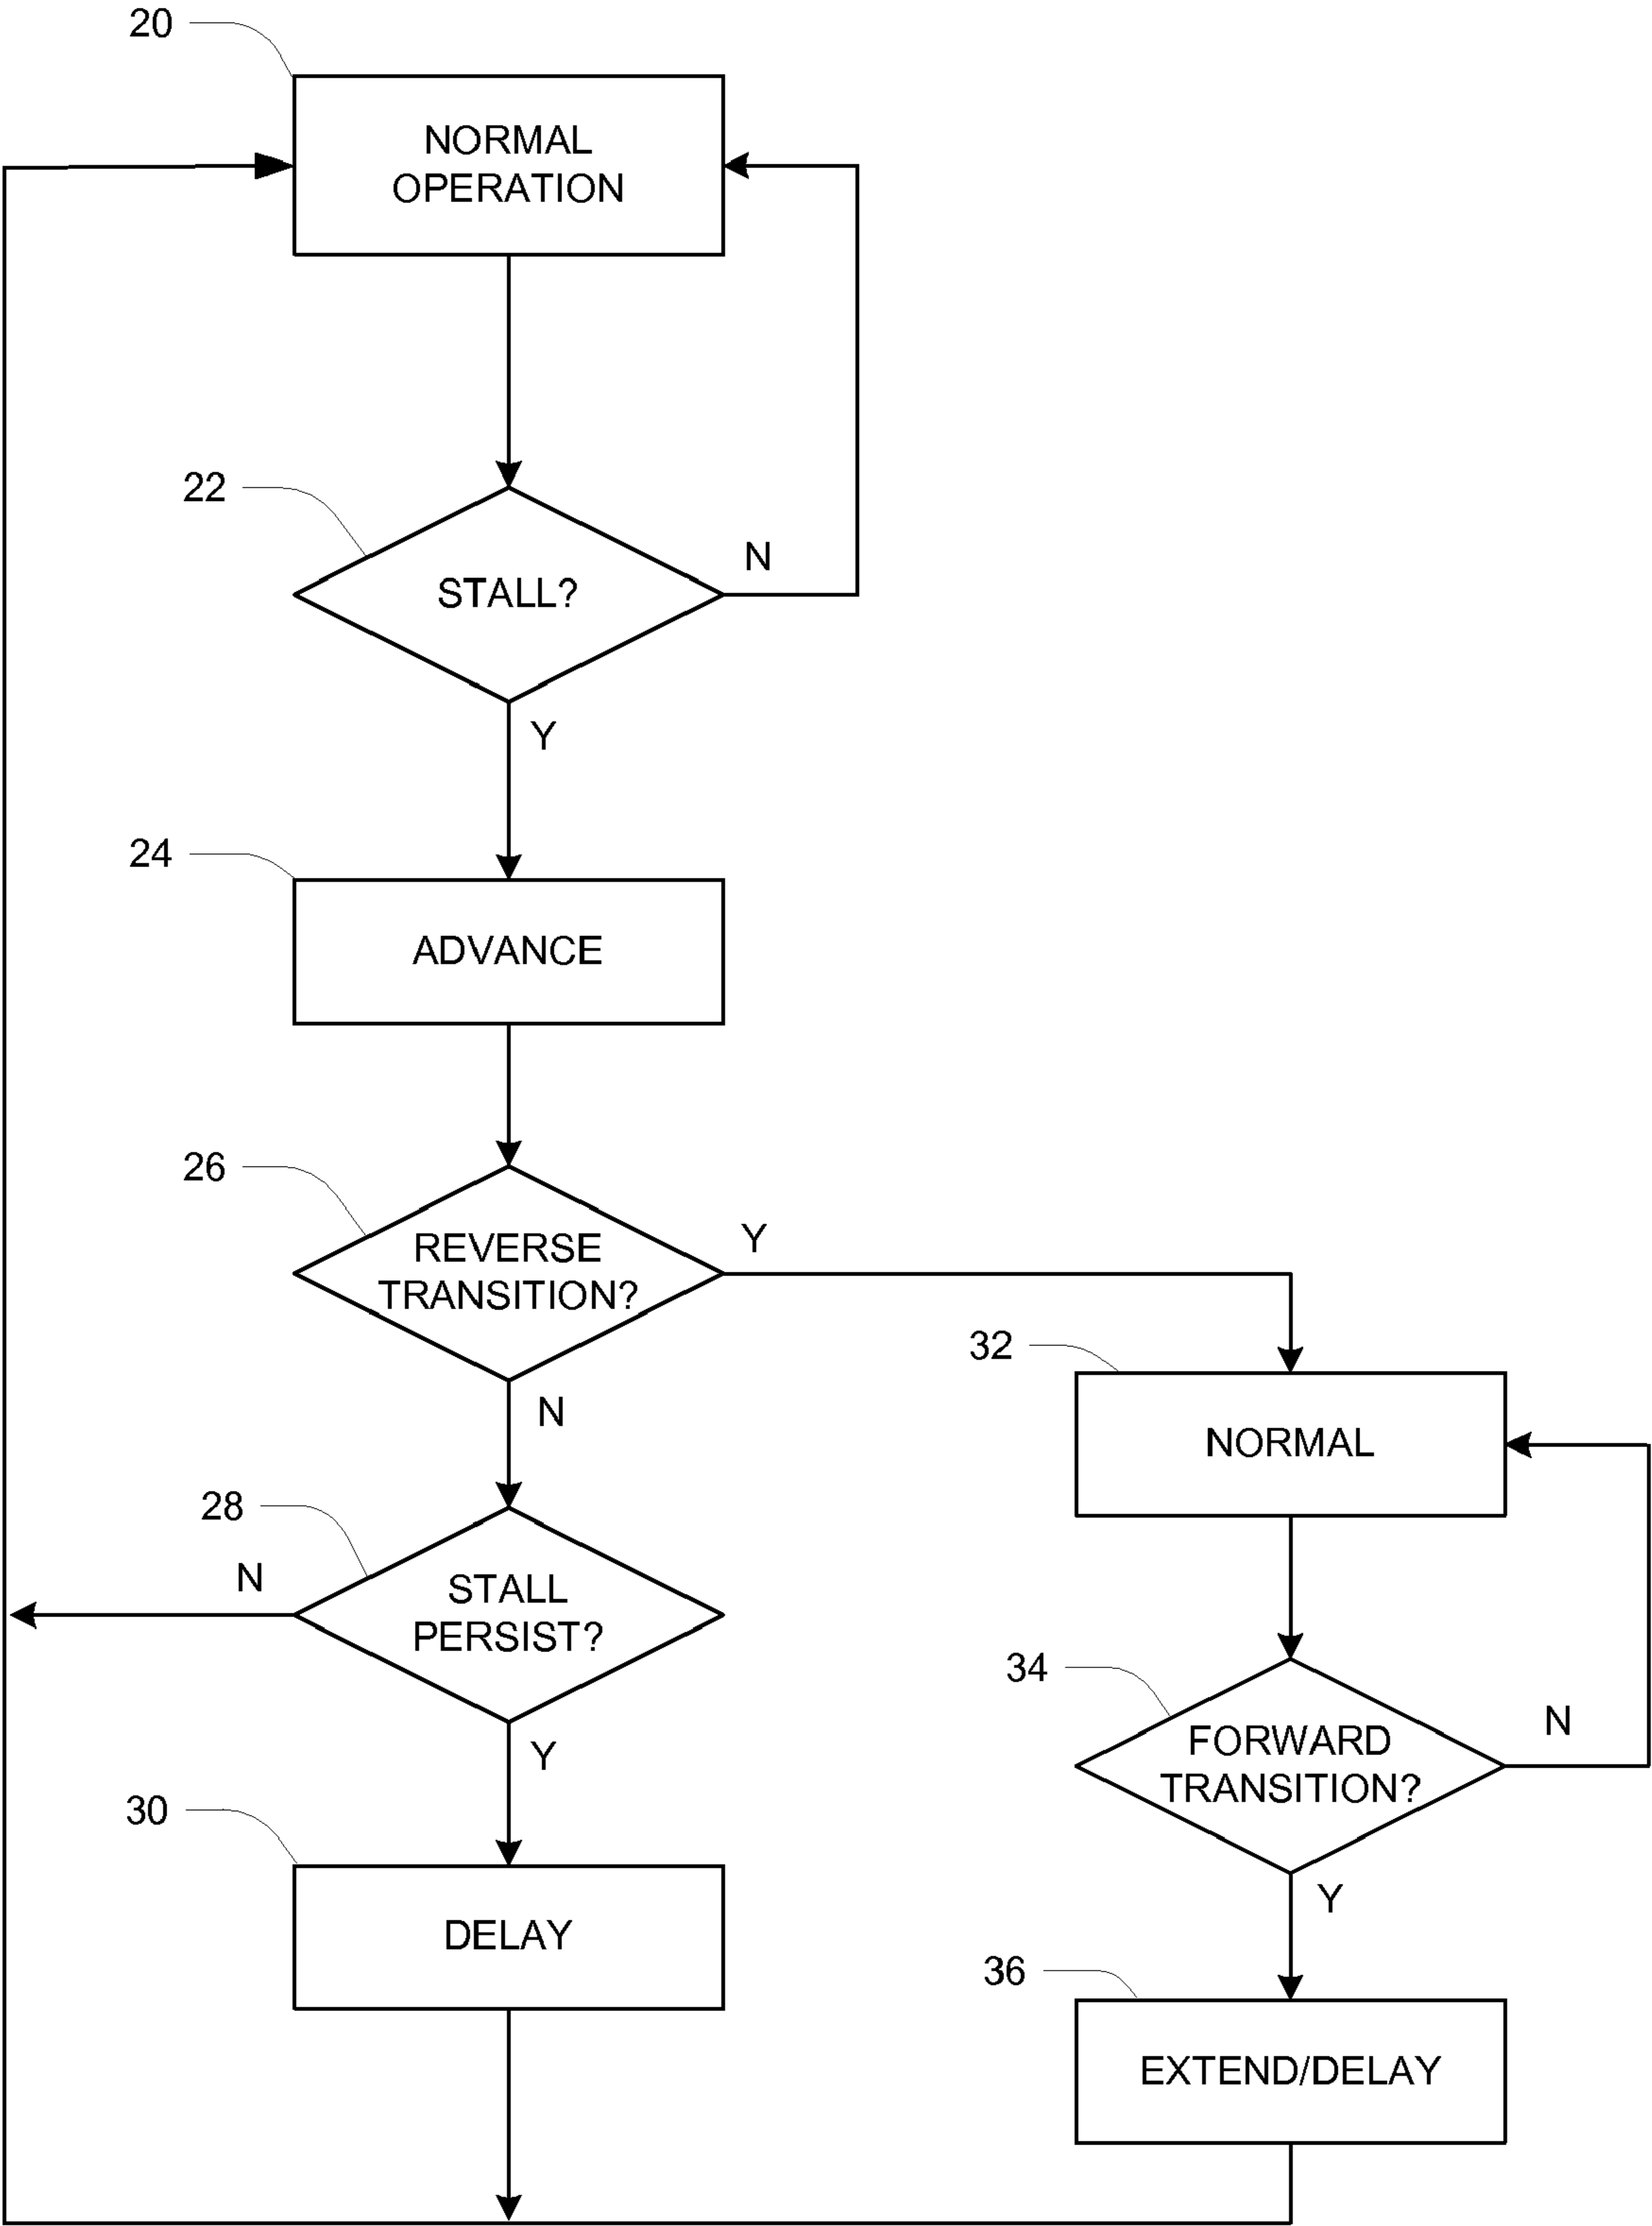 20
NORMAL
OPERATION
22
STALL?
N
Y
24
ADVANCE
26
REVERSE
TRANSITION?
Y
N
32
NORMAL
28
STALL
PERSIST?
N
Y
34
FORWARD
TRANSITION?
N
Y
30
DELAY
36
EXTEND/DELAY